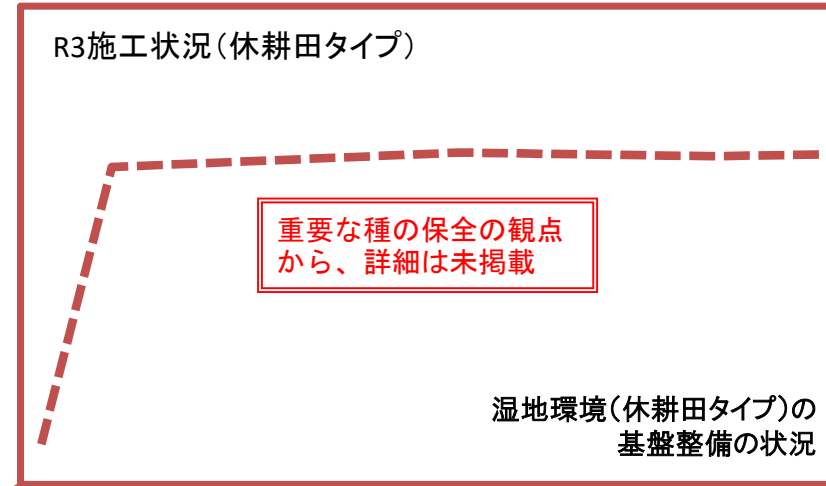 R3施工状況（休耕田タイプ）
重要な種の保全の観点
から、詳細は未掲載
湿地環境（休耕田タイプ）の
基盤整備の状況